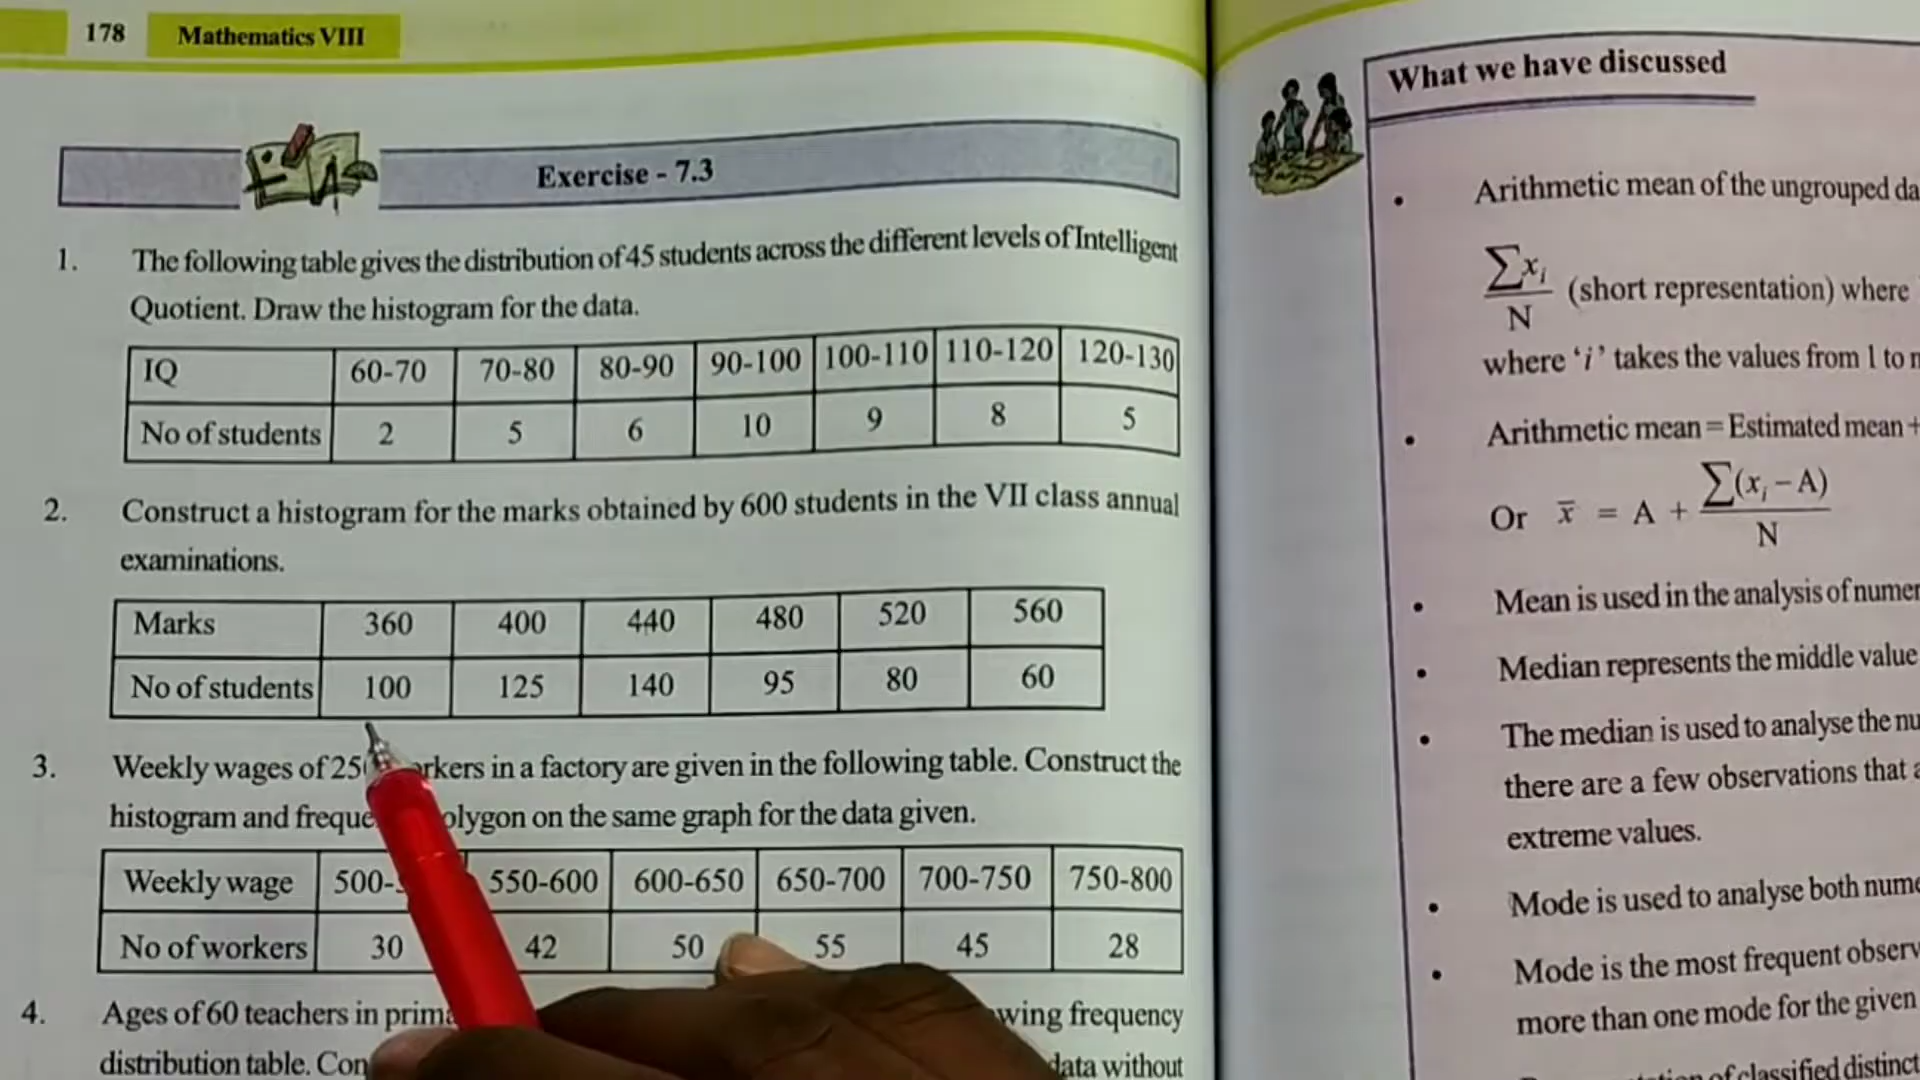 178 Mathematics VIII
Exercise - 7.3
1. The following table gives the distribution of 45 students across the different levels of Intelligent
Quotient. Draw the histogram for the data.
IQ 60-70 70-80 80-90 90-100 100-110 110-120 120-130
No of students 2 5 6 10 9 8 5
2. Construct a histogram for the marks obtained by 600 students in the VII class annual
examinations.
Marks 360 400 440 480 520 560
No of students 100 125 140 95 80 60
3. Weekly wages of in a factory are given in the following table. Construct the
histogram and on the same graph for the data given.
Weekly wage 500- 550-600 600-650 650-700 700-750 750-800
No of workers 30 42 50 55 45 28
4. Ages of 60 teachers in frequency
distribution table. without
What we have discussed
• Arithmetic mean of the ungrouped
∑xᵢ
N
(short representation) where
where ‘i’ takes the values from 1 to
• Arithmetic mean = Estimated mean +
Or x̄ = A + ∑(xᵢ − A)
N
• Mean is used in the analysis of
• Median represents the middle value
• The median is used to analyse the
there are a few observations that
extreme values.
• Mode is used to analyse both
• Mode is the most frequent
more than one mode for the given
of classified